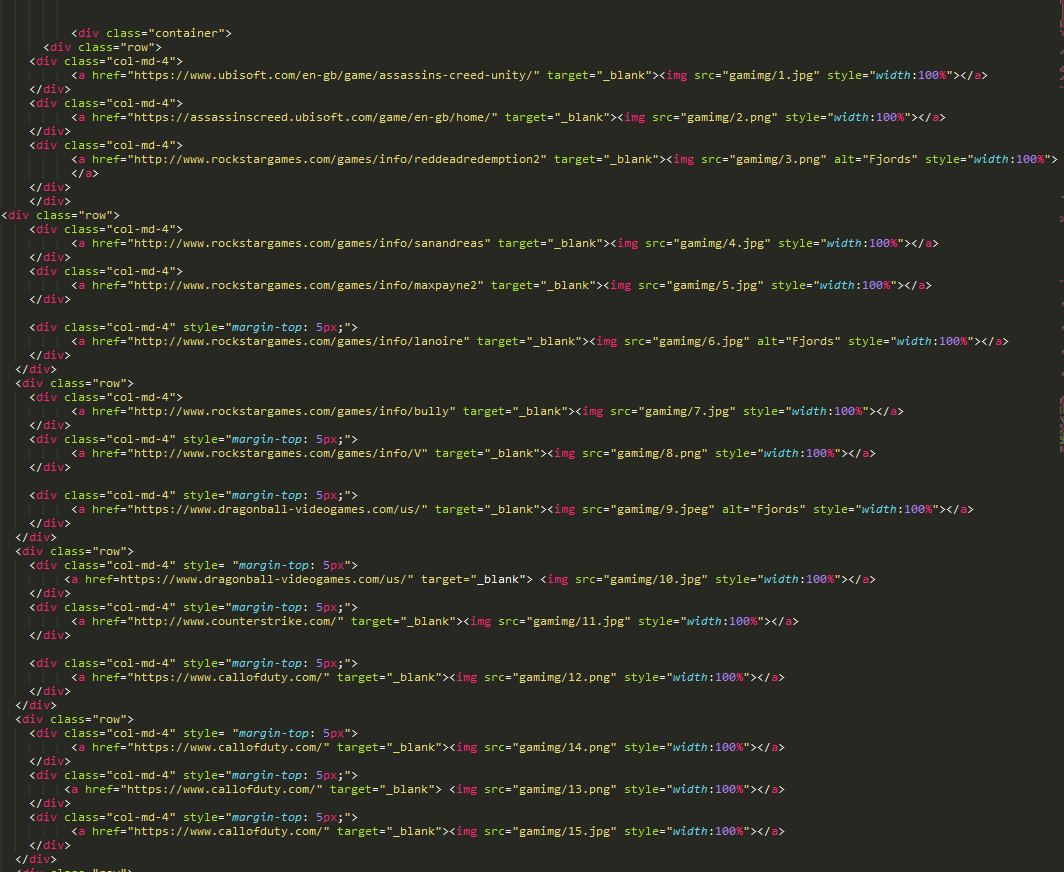 <div class="container">
<div class="row">
<div class="col-md-4">
<a href="https://www.ubisoft.com/en-gb/game/assassins-creed-unity/" target="_blank"><img src="gamimg/1.jpg" style="width:100%"></a>
</div>
<div class="col-md-4">
<a href="https://assassinscreed.ubisoft.com/game/en-gb/home/" target="_blank"><img src="gamimg/2.png" style="width:100%"></a>
</div>
<div class="col-md-4">
<a href="https://www.rockstargames.com/games/info/reddeadredemption2" target="_blank"><img src="gamimg/3.png" alt="Fjords" style="width:100%">
</a>
</div>
</div>
<div class="row">
<div class="col-md-4">
<a href="http://www.rockstargames.com/games/info/sanandreas" target="_blank"><img src="gamimg/4.jpg" style="width:100%"></a>
</div>
<div class="col-md-4">
<a href="http://www.rockstargames.com/games/info/maxpayne2" target="_blank"><img src="gamimg/5.jpg" style="width:100%"></a>
</div>
<div class="col-md-4" style="margin-top: 5px;">
<a href="http://www.rockstargames.com/games/info/lanoire" target="_blank"><img src="gamimg/6.jpg" alt="Fjords" style="width:100%"></a>
</div>
</div>
<div class="row">
<div class="col-md-4">
<a href="http://www.rockstargames.com/games/info/bully" target="_blank"><img src="gamimg/7.jpg" style="width:100%"></a>
</div>
<div class="col-md-4" style="margin-top: 5px;">
<a href="http://www.rockstargames.com/games/info/V" target="_blank"><img src="gamimg/8.png" style="width:100%"></a>
</div>
<div class="col-md-4" style="margin-top: 5px;">
<a href="https://www.dragonball-videogames.com/us/" target="_blank"><img src="gamimg/9.jpeg" alt="Fjords" style="width:100%"></a>
</div>
</div>
<div class="row">
<div class="col-md-4" style= "margin-top: 5px">
<a href=https://www.dragonball-videogames.com/us/" target="_blank"> <img src="gamimg/10.jpg" style="width:100%"></a>
</div>
<div class="col-md-4" style="margin-top: 5px;">
<a href="http://www.counterstrike.com/" target="_blank"><img src="gamimg/11.jpg" style="width:100%"></a>
</div>
<div class="col-md-4" style="margin-top: 5px;">
<a href="https://www.callofduty.com/" target="_blank"><img src="gamimg/12.png" style="width:100%"></a>
</div>
</div>
<div class="row">
<div class="col-md-4" style= "margin-top: 5px">
<a href="https://www.callofduty.com/" target="_blank"><img src="gamimg/14.png" style="width:100%"></a>
</div>
<div class="col-md-4" style="margin-top: 5px;">
<a href="https://www.callofduty.com/" target="_blank"> <img src="gamimg/13.png" style="width:100%"></a>
</div>
<div class="col-md-4" style="margin-top: 5px;">
<a href="https://www.callofduty.com/" target="_blank"><img src="gamimg/15.jpg" style="width:100%"></a>
</div>
</div>